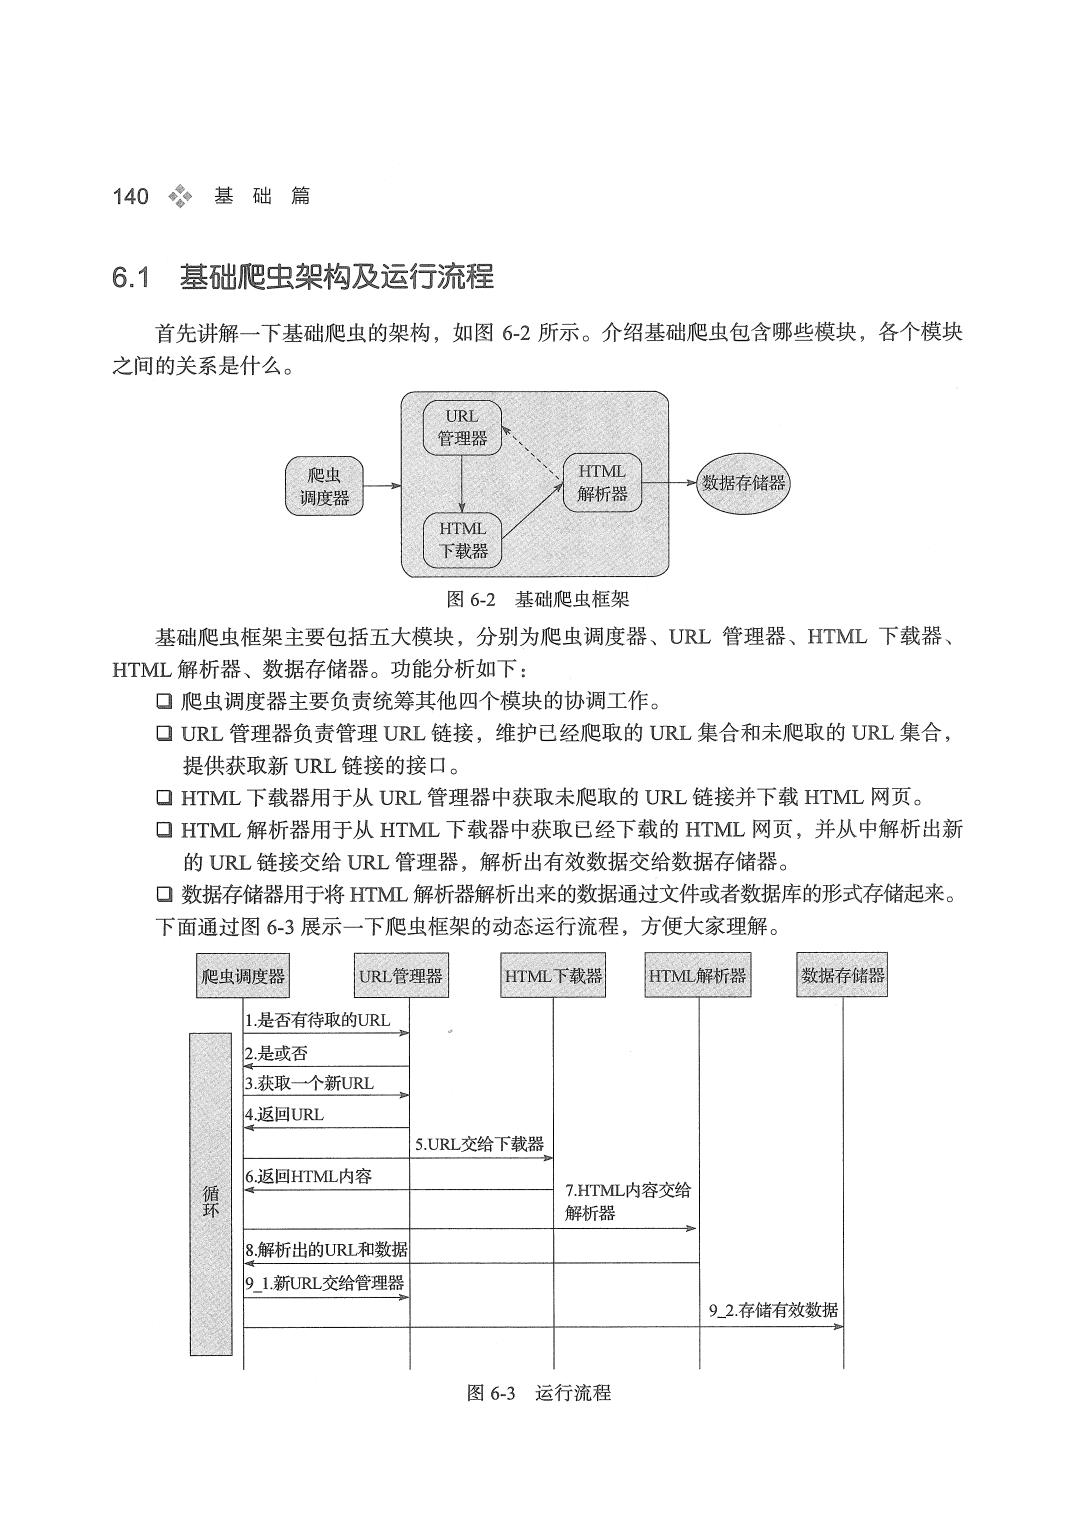 140 基 础 篇
6.1 基础爬虫架构及运行流程
首先讲解一下基础爬虫的架构，如图 6-2 所示。介绍基础爬虫包含哪些模块，各个模块
之间的关系是什么。
URL
管理器
爬虫
调度器
HTML
解析器
数据存储器
HTML
下载器
图 6-2 基础爬虫框架
基础爬虫框架主要包括五大模块，分别为爬虫调度器、URL 管理器、HTML 下载器、
HTML 解析器、数据存储器。功能分析如下：
❑ 爬虫调度器主要负责统筹其他四个模块的协调工作。
❑ URL 管理器负责管理 URL 链接，维护已经爬取的 URL 集合和未爬取的 URL 集合，
提供获取新 URL 链接的接口。
❑ HTML 下载器用于从 URL 管理器中获取未爬取的 URL 链接并下载 HTML 网页。
❑ HTML 解析器用于从 HTML 下载器中获取已经下载的 HTML 网页，并从中解析出新
的 URL 链接交给 URL 管理器，解析出有效数据交给数据存储器。
❑ 数据存储器用于将 HTML 解析器解析出来的数据通过文件或者数据库的形式存储起来。
下面通过图 6-3 展示一下爬虫框架的动态运行流程，方便大家理解。
爬虫调度器 URL管理器 HTML下载器 HTML解析器 数据存储器
1.是否有待取的URL
2.是或否
3.获取一个新URL
4.返回URL
5.URL交给下载器
6.返回HTML内容
7.HTML内容交给
解析器
循
环
8.解析出的URL和数据
9_1.新URL交给管理器
9_2.存储有效数据
图 6-3 运行流程